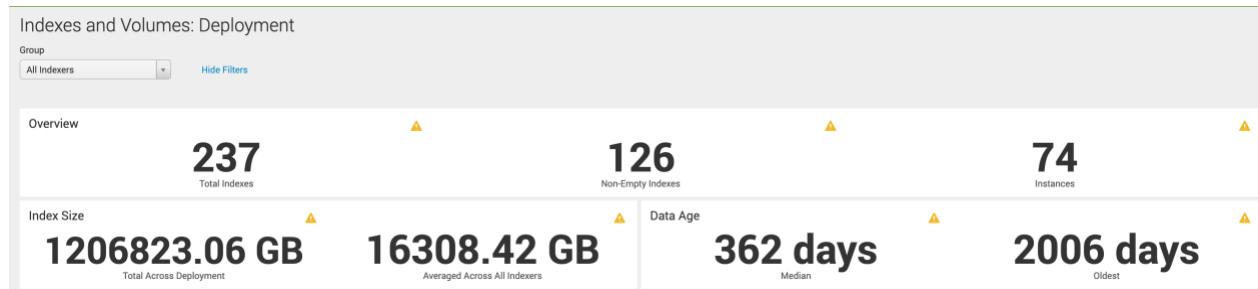 Indexes and Volumes: Deployment
Group
All Indexers
Hide Filters
Overview
237
Total Indexes
126
Non-Empty Indexes
74
Instances
Index Size
1206823.06 GB
Total Across Deployment
16308.42 GB
Averaged Across All Indexers
Data Age
362 days
Median
2006 days
Oldest